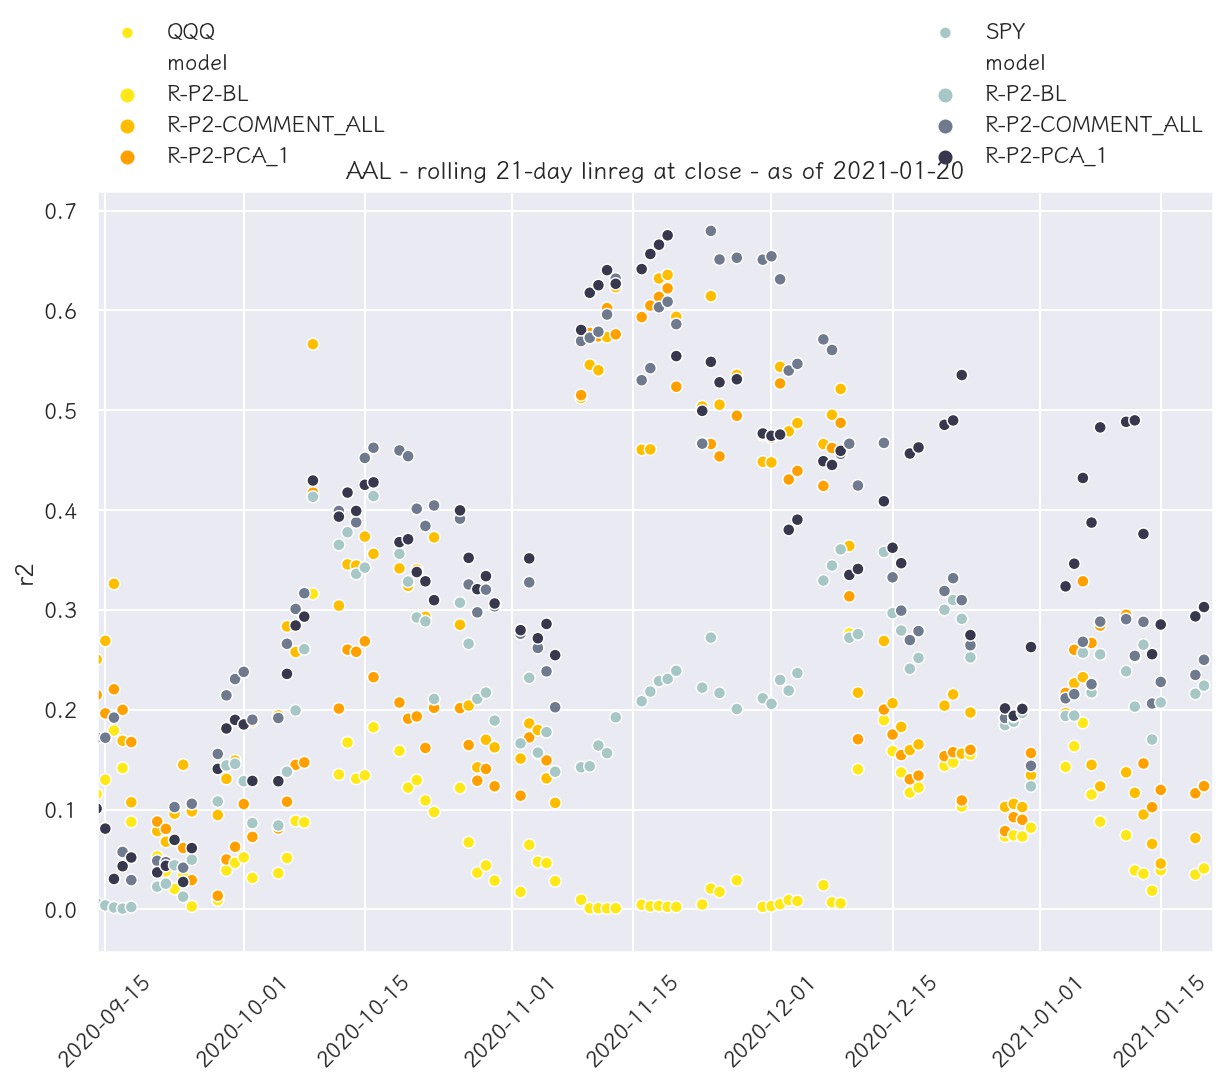 QQQ
model
R-P2-BL
R-P2-COMMENT_ALL
R-P2-PCA_1
SPY
model
R-P2-BL
R-P2-COMMENT_ALL
R-P2-PCA_1
AAL - rolling 21-day linreg at close - as of 2021-01-20
0.7
0.6
0.5
0.4
0.3
0.2
0.1
0.0
r2
2020-09-15
2020-10-01
2020-10-15
2020-11-01
2020-11-15
2020-12-01
2020-12-15
2021-01-01
2021-01-15